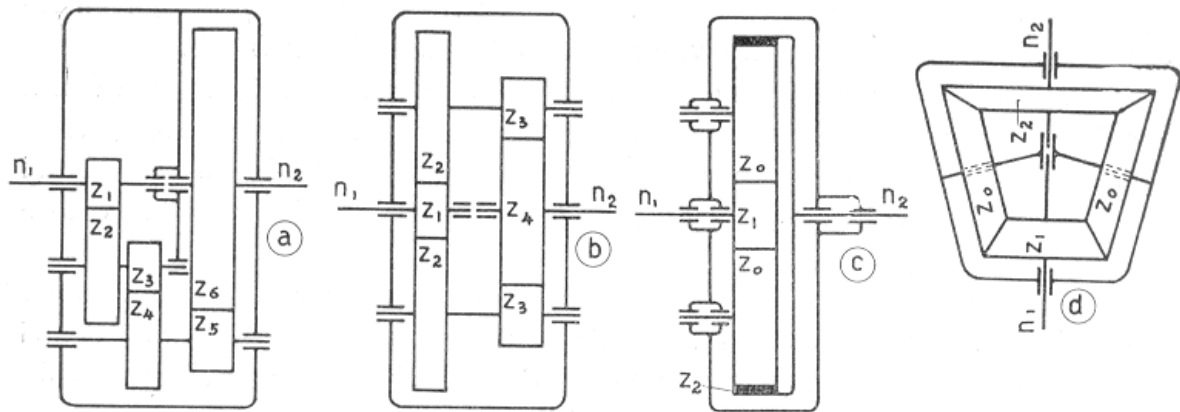 n₁
Z₁
Z₂
Z₃
Z₄
Z₆
Z₅
n₂
a
n₁
Z₂
Z₁
Z₂
Z₃
Z₄
Z₃
n₂
b
n₁
Z₀
Z₁
Z₀
Z₂
n₂
c
n₂
Z₂
Z₀
Z₀
Z₁
n₁
d